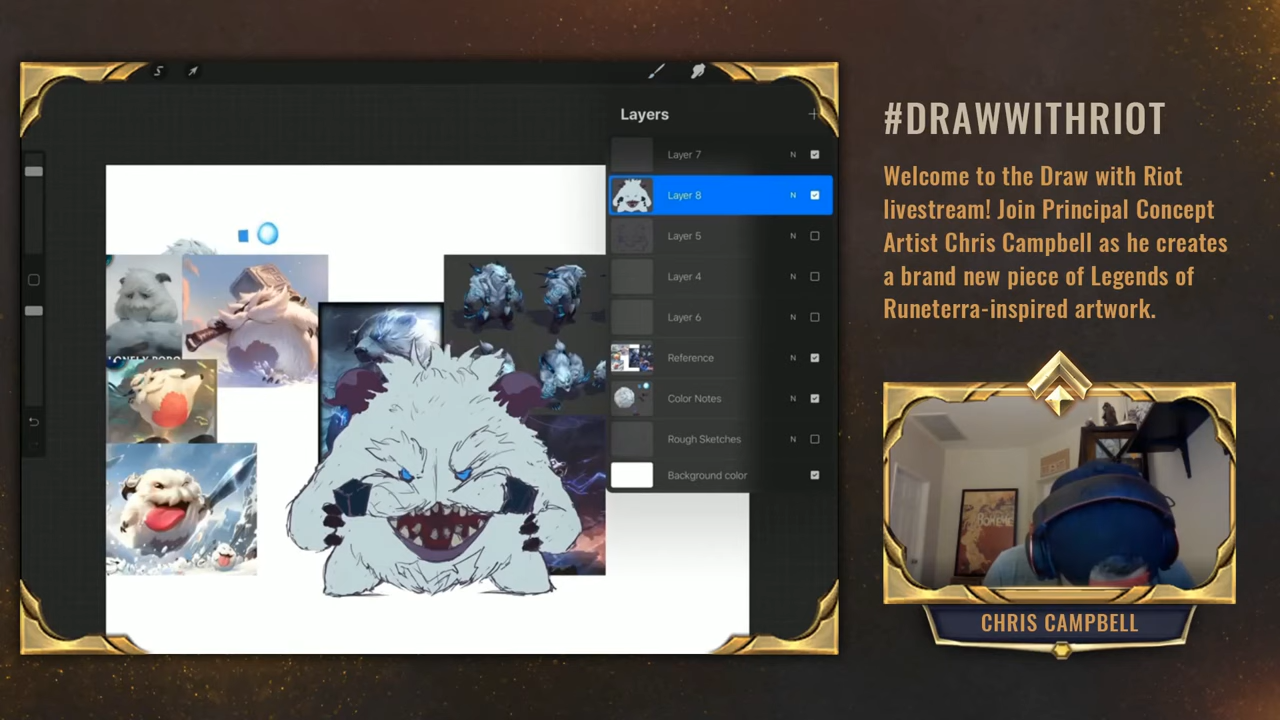 Layers
Layer 7
N
Layer 8
N
Layer 5
N
Layer 4
N
Layer 6
N
Reference
N
Color Notes
N
Rough Sketches
N
Background color
#DRAWWITHRIOT
Welcome to the Draw with Riot
livestream! Join Principal Concept
Artist Chris Campbell as he creates
a brand new piece of Legends of
Runeterra-inspired artwork.
CHRIS CAMPBELL